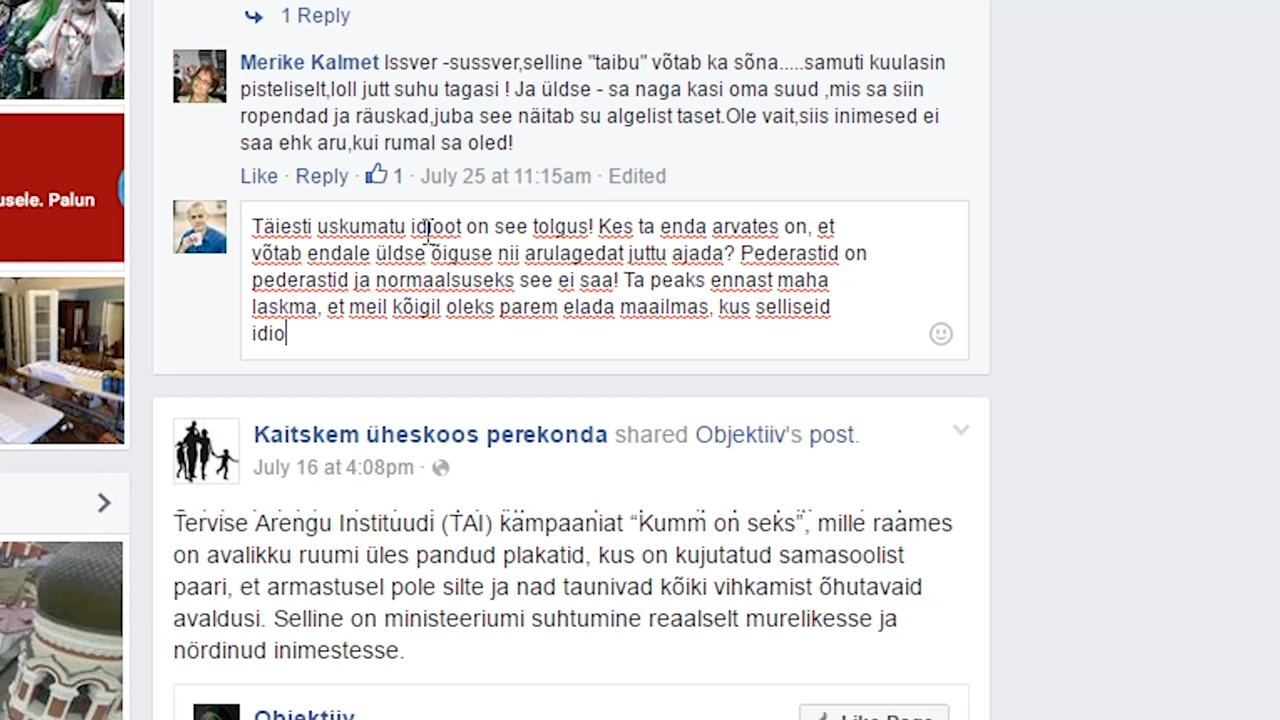 1 Reply
Merike Kalmet Issver -sussver,selline "taibu" võtab ka sõna.....samuti kuulasin
pisteliselt,loll jutt suhu tagasi ! Ja üldse - sa naga kasi oma suud ,mis sa siin
ropendad ja räuskad,juba see näitab su algelist taset.Ole vait,siis inimesed ei
saa ehk aru,kui rumal sa oled!
Like · Reply · 1 · July 25 at 11:15am · Edited
usele. Palun
Täiesti uskumatu idioot on see tolgus! Kes ta enda arvates on, et
võtab endale üldse õiguse nii arulagedat juttu ajada? Pederastid on
pederastid ja normaalsuseks see ei saa! Ta peaks ennast maha
laskma, et meil kõigil oleks parem elada maailmas, kus selliseid
idio
Kaitskem üheskoos perekonda shared Objektiiv's post.
July 16 at 4:08pm ·
Tervise Arengu Instituudi (TAI) kampaaniat “Kumm on seks”, mille raames
on avalikku ruumi üles pandud plakatid, kus on kujutatud samasoolist
paari, et armastusel pole silte ja nad taunivad kõiki vihkamist õhutavaid
avaldusi. Selline on ministeeriumi suhtumine reaalselt murelikesse ja
nördinud inimestesse.
Objektiiv
Like Page